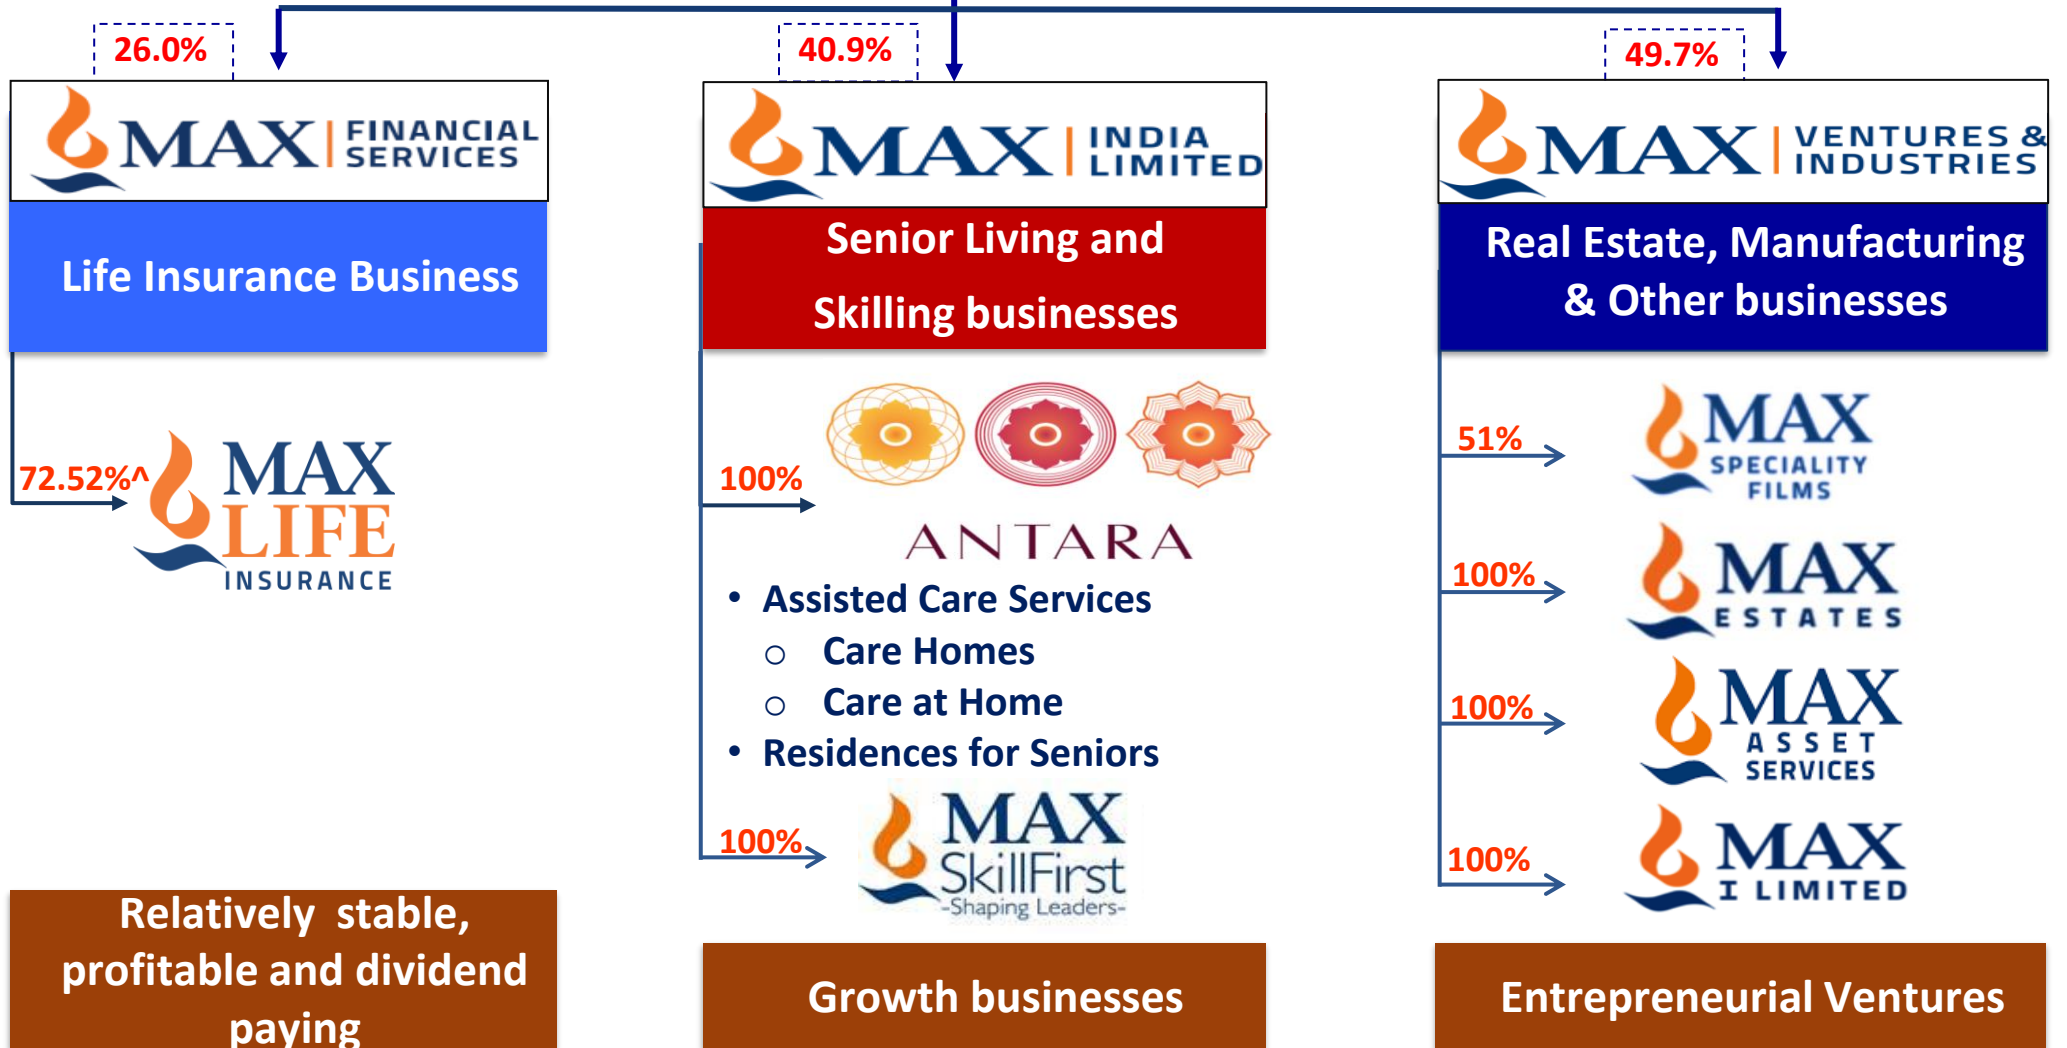 26.0%
MAX | FINANCIAL
SERVICES
Life Insurance Business
72.52%^
MAX
LIFE
INSURANCE
Relatively stable,
profitable and dividend
paying
40.9%
MAX | INDIA
LIMITED
Senior Living and
Skilling businesses
100%
ANTARA
• Assisted Care Services
o Care Homes
o Care at Home
• Residences for Seniors
100%
MAX
SkillFirst
-Shaping Leaders-
Growth businesses
49.7%
MAX | VENTURES &
INDUSTRIES
Real Estate, Manufacturing
& Other businesses
51%
MAX
SPECIALITY
FILMS
100%
MAX
ESTATES
100%
MAX
ASSET
SERVICES
100%
MAX
I LIMITED
Entrepreneurial Ventures